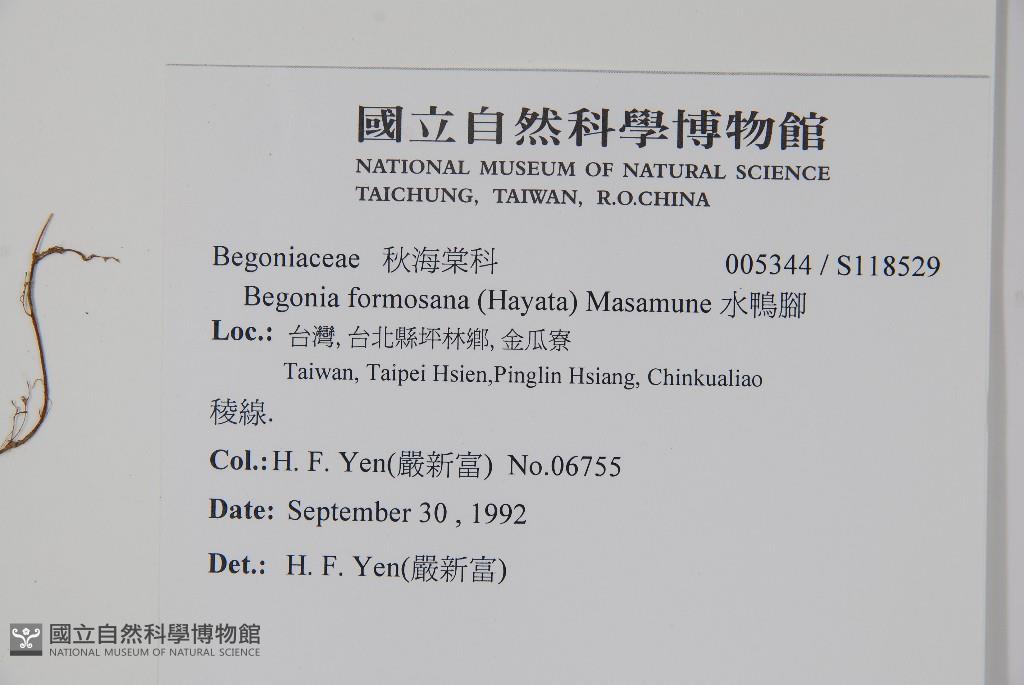 國立自然科學博物館
NATIONAL MUSEUM OF NATURAL SCIENCE
TAICHUNG, TAIWAN, R.O.CHINA
Begoniaceae 秋海棠科 005344 / S118529
Begonia formosana (Hayata) Masamune 水鴨腳
Loc.: 台灣, 台北縣坪林鄉, 金瓜寮
Taiwan, Taipei Hsien,Pinglin Hsiang, Chinkualiao
稜線.
Col.: H. F. Yen(嚴新富) No.06755
Date: September 30 , 1992
Det.: H. F. Yen(嚴新富)
國立自然科學博物館
NATIONAL MUSEUM OF NATURAL SCIENCE